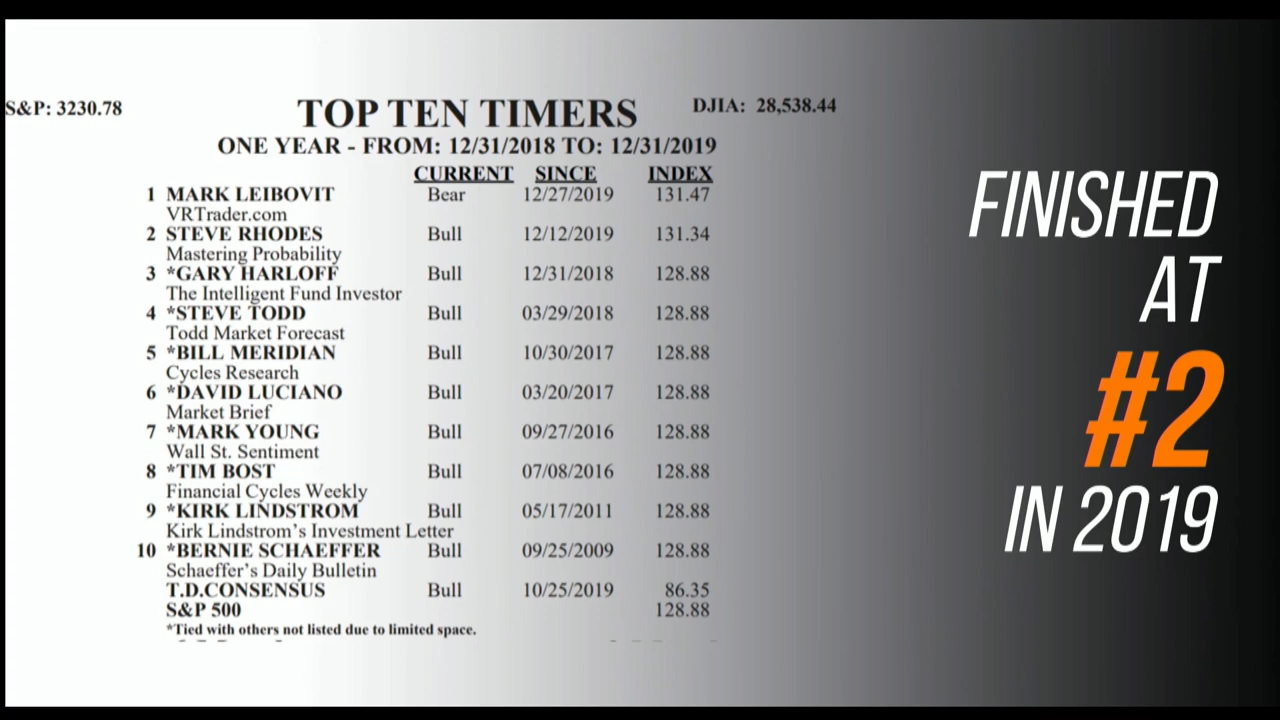 S&P: 3230.78
TOP TEN TIMERS
DJIA: 28,538.44
ONE YEAR - FROM: 12/31/2018 TO: 12/31/2019
CURRENT SINCE INDEX
1 MARK LEIBOVIT Bear 12/27/2019 131.47
VRTrader.com
2 STEVE RHODES Bull 12/12/2019 131.34
Mastering Probability
3 *GARY HARLOFF Bull 12/31/2018 128.88
The Intelligent Fund Investor
4 *STEVE TODD Bull 03/29/2018 128.88
Todd Market Forecast
5 *BILL MERIDIAN Bull 10/30/2017 128.88
Cycles Research
6 *DAVID LUCIANO Bull 03/20/2017 128.88
Market Brief
7 *MARK YOUNG Bull 09/27/2016 128.88
Wall St. Sentiment
8 *TIM BOST Bull 07/08/2016 128.88
Financial Cycles Weekly
9 *KIRK LINDSTROM Bull 05/17/2011 128.88
Kirk Lindstrom's Investment Letter
10 *BERNIE SCHAEFFER Bull 09/25/2009 128.88
Schaeffer's Daily Bulletin
T.D.CONSENSUS Bull 10/25/2019 86.35
S&P 500 128.88
*Tied with others not listed due to limited space.
FINISHED
AT
#2
IN 2019